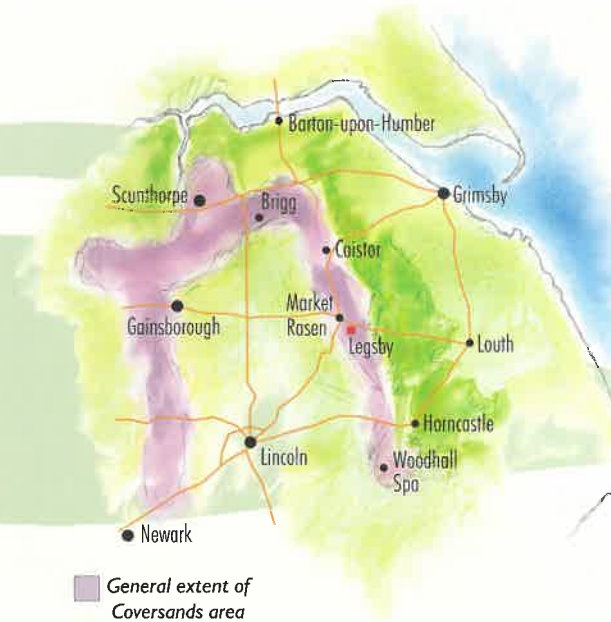 Barton-upon-Humber
Scunthorpe
Grimsby
Brigg
Caistor
Market
Rasen
Gainsborough
Legsby
Louth
Horncastle
Lincoln
Woodhall
Spa
Newark
General extent of
Coversands area